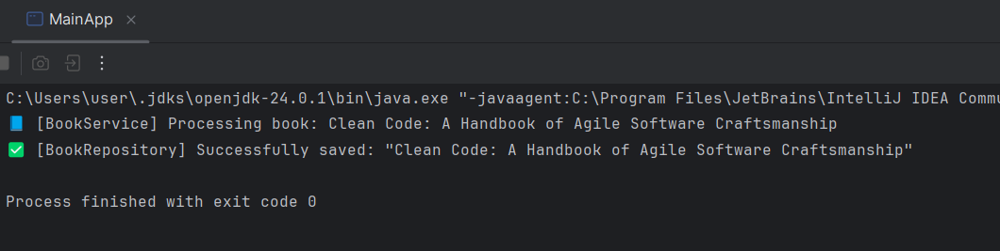 MainApp
C:\Users\user\.jdks\openjdk-24.0.1\bin\java.exe "-javaagent:C:\Program Files\JetBrains\IntelliJ IDEA Commu
📘 [BookService] Processing book: Clean Code: A Handbook of Agile Software Craftsmanship
✅ [BookRepository] Successfully saved: "Clean Code: A Handbook of Agile Software Craftsmanship"
Process finished with exit code 0